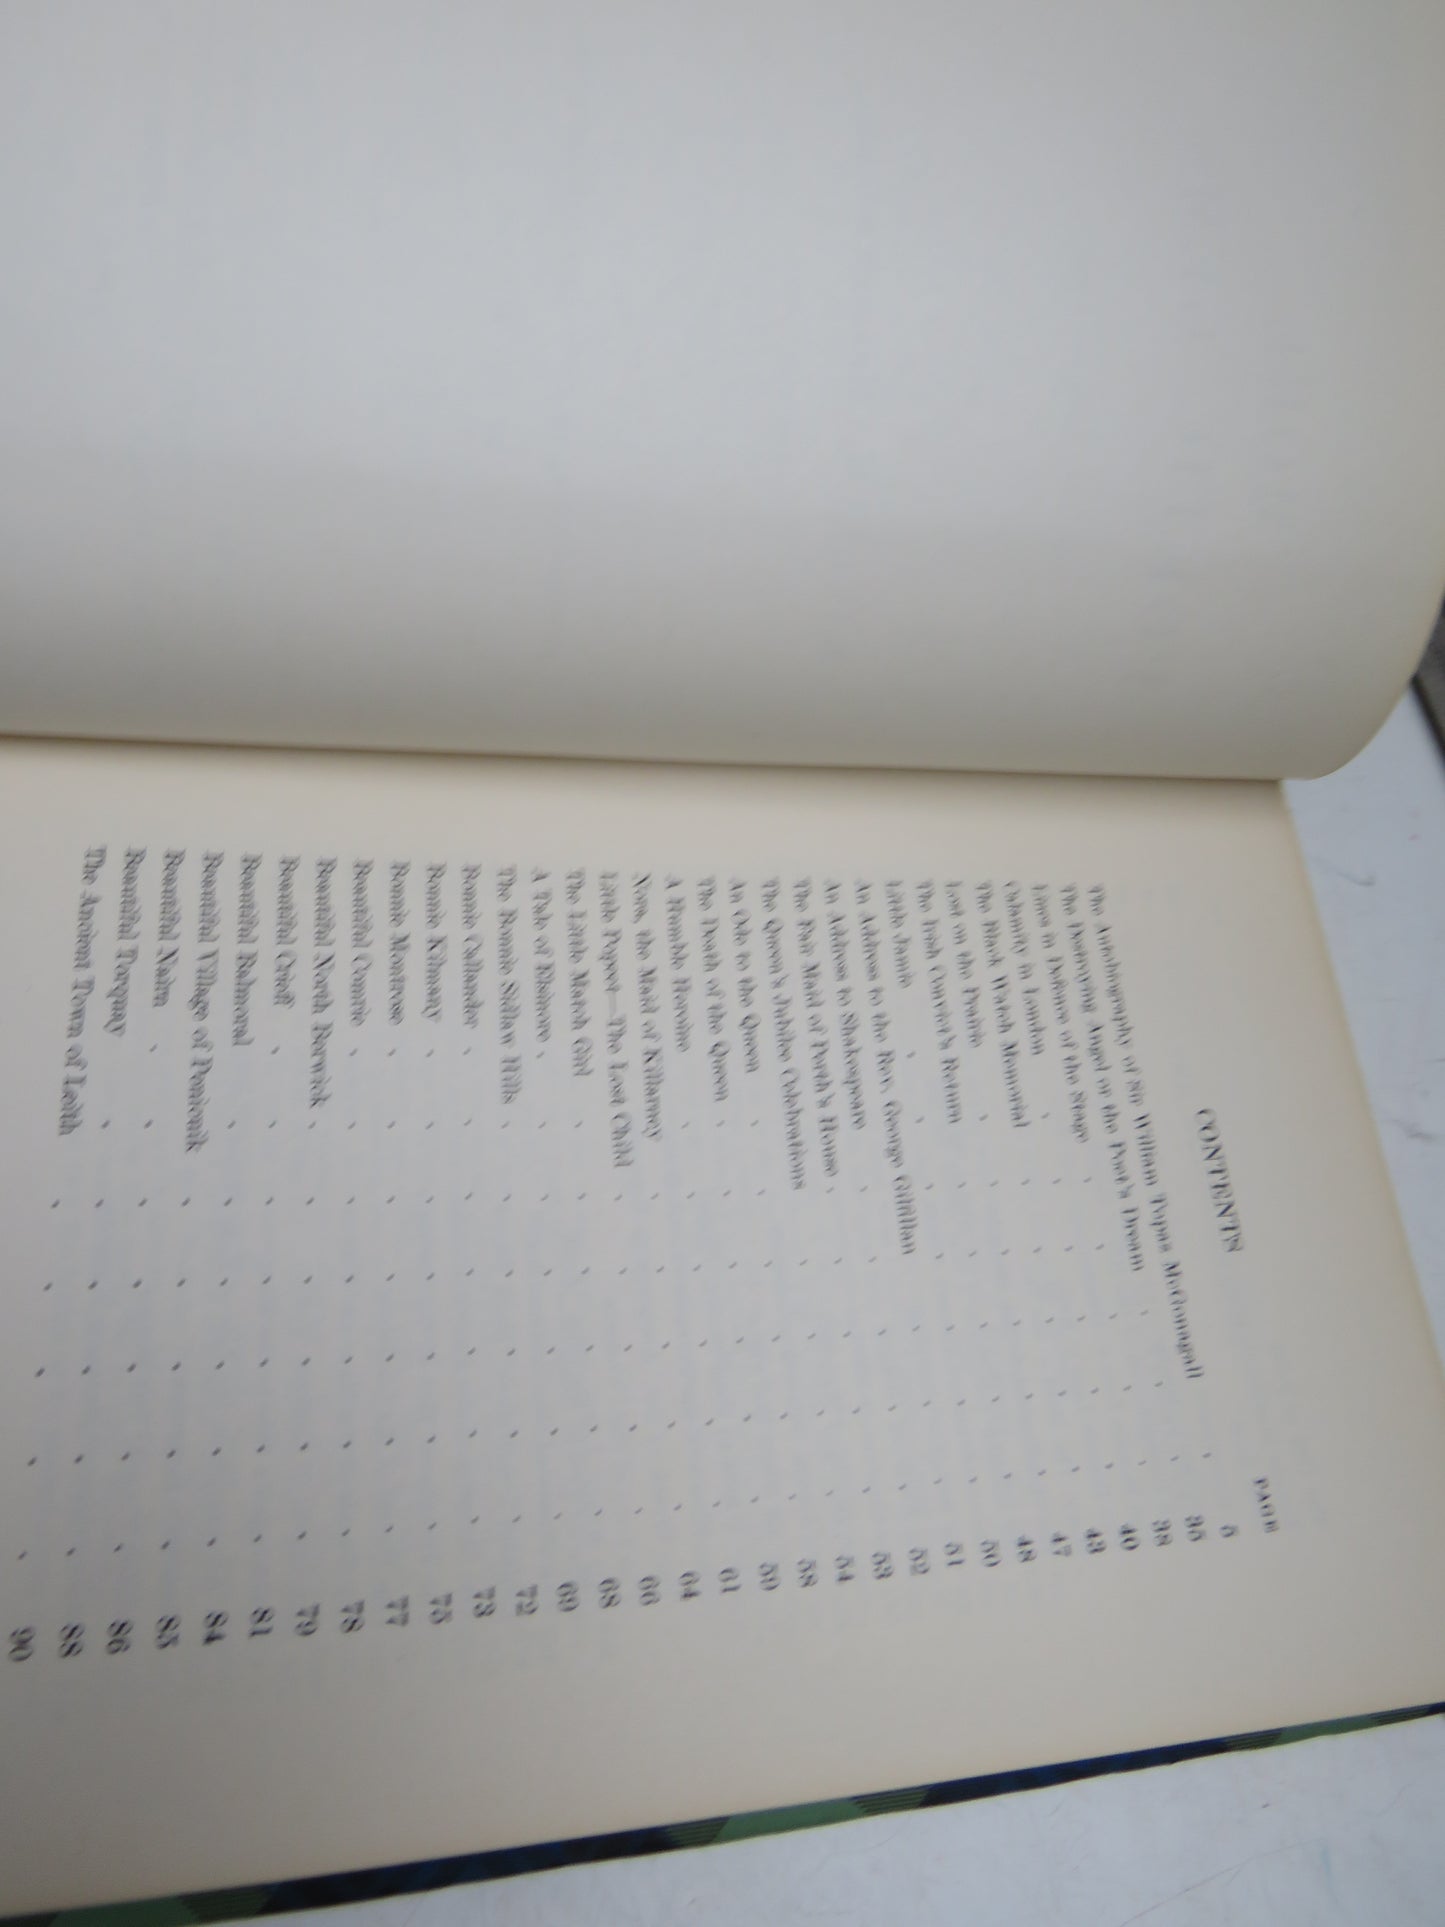 CONTENTS
PAGE
The Autobiography of Sir William Topaz McGonagall . 5
The Destroying Angel or the Poet's Dream . . . 35
Lines in Defence of the Stage . . . . 38
Calamity in London . . . . . 40
The Black Watch Memorial . . . . 43
Lost on the Prairie . . . . . 47
The Irish Convict's Return . . . . 48
Little Jamie . . . . . . 50
An Address to the Rev. George Gilfillan . . . 51
An Address to Shakespeare . . . . 52
The Fair Maid of Perth's House . . . . 53
The Queen's Jubilee Celebrations . . . . 54
An Ode to the Queen . . . . . 58
The Death of the Queen . . . . . 59
A Humble Heroine . . . . . 61
Nora, the Maid of Killarney . . . . 64
Little Popeet—The Lost Child . . . . 66
The Little Match Girl . . . . . 68
A Tale of Elsinore . . . . . . 69
The Bonnie Sidlaw Hills . . . . . 72
Bonnie Callander . . . . . . 73
Bonnie Kilmany . . . . . . 75
Bonnie Montrose . . . . . . 77
Beautiful Comrie . . . . . . 78
Beautiful North Berwick . . . . . 79
Beautiful Crieff . . . . . . 81
Beautiful Balmoral . . . . . 84
Beautiful Village of Penicuik . . . . 85
Beautiful Nairn . . . . . . 86
Beautiful Torquay . . . . . 88
The Ancient Town of Leith . . . . . 90